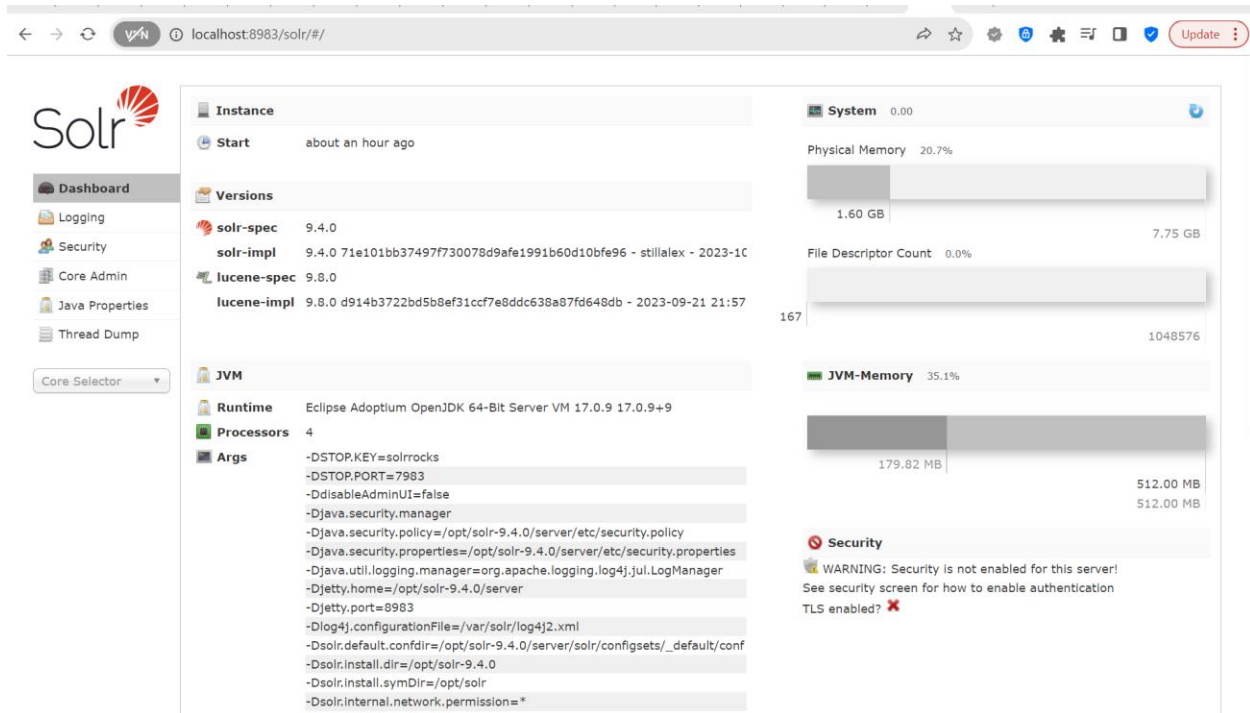 VPN localhost:8983/solr/#/ Update
Solr
Dashboard
Logging
Security
Core Admin
Java Properties
Thread Dump
Core Selector
Instance
Start about an hour ago
Versions
solr-spec 9.4.0
solr-impl 9.4.0 71e101bb37497f730078d9afe1991b60d10bfe96 - stillalex - 2023-10
lucene-spec 9.8.0
lucene-impl 9.8.0 d914b3722bd5b8ef31ccf7e8ddc638a87fd648db - 2023-09-21 21:57
JVM
Runtime Eclipse Adoptium OpenJDK 64-Bit Server VM 17.0.9 17.0.9+9
Processors 4
Args -DSTOP.KEY=solrrocks
-DSTOP.PORT=7983
-DdisableAdminUI=false
-Djava.security.manager
-Djava.security.policy=/opt/solr-9.4.0/server/etc/security.policy
-Djava.security.properties=/opt/solr-9.4.0/server/etc/security.properties
-Djava.util.logging.manager=org.apache.logging.log4j.jul.LogManager
-Djetty.home=/opt/solr-9.4.0/server
-Djetty.port=8983
-Dlog4j.configurationFile=/var/solr/log4j2.xml
-Dsolr.default.confdir=/opt/solr-9.4.0/server/solr/configsets/_default/conf
-Dsolr.install.dir=/opt/solr-9.4.0
-Dsolr.install.symDir=/opt/solr
-Dsolr.internal.network.permission=*
System 0.00
Physical Memory 20.7%
1.60 GB
7.75 GB
File Descriptor Count 0.0%
167
1048576
JVM-Memory 35.1%
179.82 MB
512.00 MB
512.00 MB
Security
WARNING: Security is not enabled for this server!
See security screen for how to enable authentication
TLS enabled?